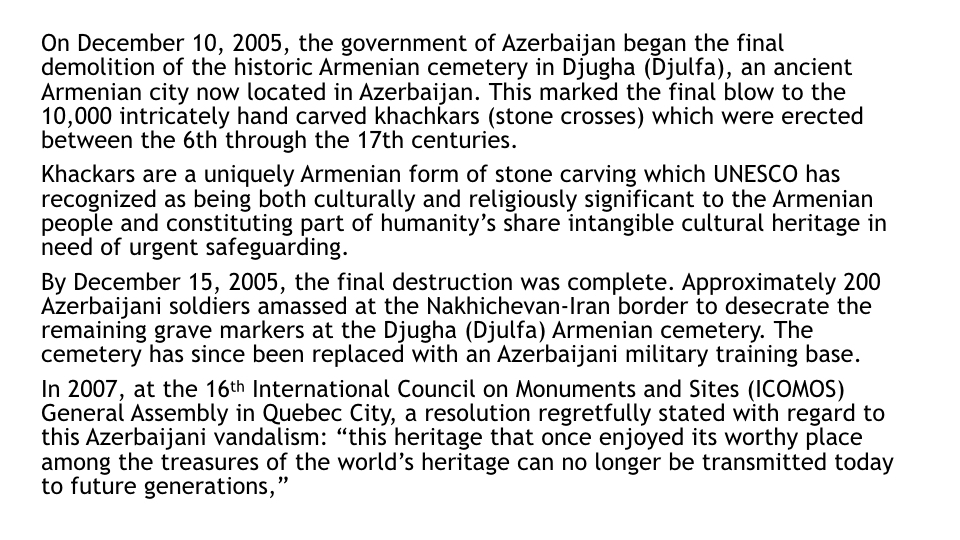 On December 10, 2005, the government of Azerbaijan began the final
demolition of the historic Armenian cemetery in Djugha (Djulfa), an ancient
Armenian city now located in Azerbaijan. This marked the final blow to the
10,000 intricately hand carved khachkars (stone crosses) which were erected
between the 6th through the 17th centuries.
Khackars are a uniquely Armenian form of stone carving which UNESCO has
recognized as being both culturally and religiously significant to the Armenian
people and constituting part of humanity’s share intangible cultural heritage in
need of urgent safeguarding.
By December 15, 2005, the final destruction was complete. Approximately 200
Azerbaijani soldiers amassed at the Nakhichevan-Iran border to desecrate the
remaining grave markers at the Djugha (Djulfa) Armenian cemetery. The
cemetery has since been replaced with an Azerbaijani military training base.
In 2007, at the 16th International Council on Monuments and Sites (ICOMOS)
General Assembly in Quebec City, a resolution regretfully stated with regard to
this Azerbaijani vandalism: “this heritage that once enjoyed its worthy place
among the treasures of the world’s heritage can no longer be transmitted today
to future generations,”